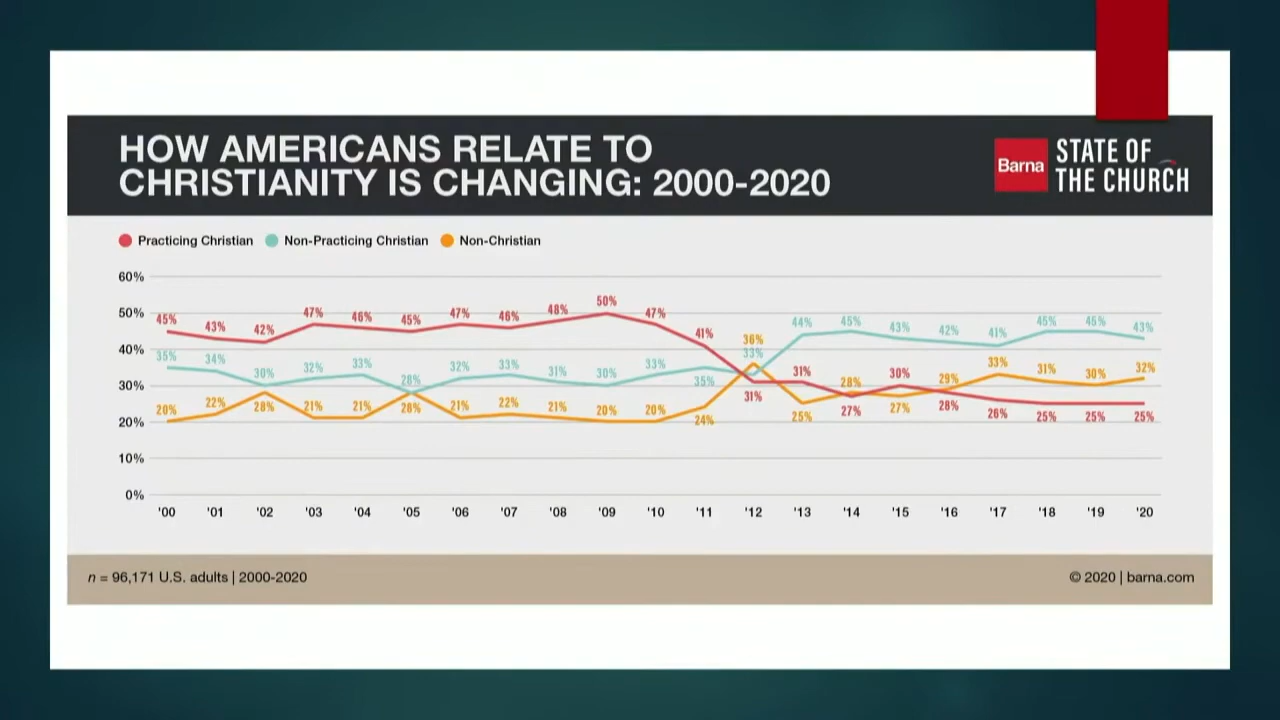 HOW AMERICANS RELATE TO
CHRISTIANITY IS CHANGING: 2000-2020
Barna
STATE OF
THE CHURCH
Practicing Christian Non-Practicing Christian Non-Christian
60%
50%
40%
30%
20%
10%
0%
45% 43% 42% 47% 46% 45% 47% 46% 48% 50% 47% 41% 31% 31% 27% 30% 28% 26% 25% 25% 25%
35% 34% 30% 32% 33% 28% 32% 33% 31% 30% 33% 35% 33% 44% 45% 43% 42% 41% 45% 45% 43%
20% 22% 28% 21% 21% 28% 21% 22% 21% 20% 20% 24% 36% 25% 28% 27% 29% 33% 31% 30% 32%
'00 '01 '02 '03 '04 '05 '06 '07 '08 '09 '10 '11 '12 '13 '14 '15 '16 '17 '18 '19 '20
n = 96,171 U.S. adults | 2000-2020
© 2020 | barna.com